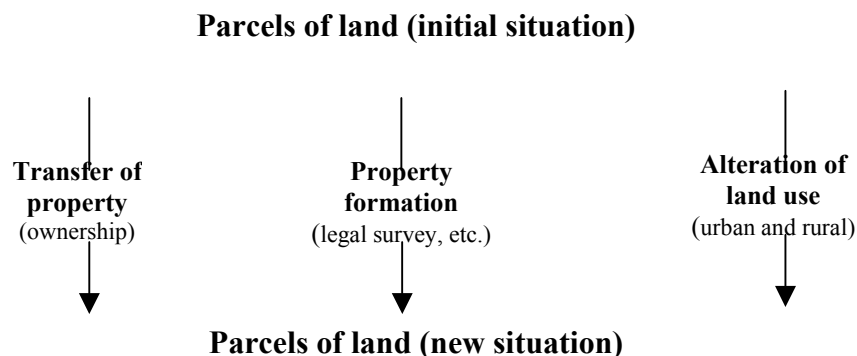 Parcels of land (initial situation)
Transfer of
property
(ownership)
Property
formation
(legal survey, etc.)
Alteration of
land use
(urban and rural)
Parcels of land (new situation)